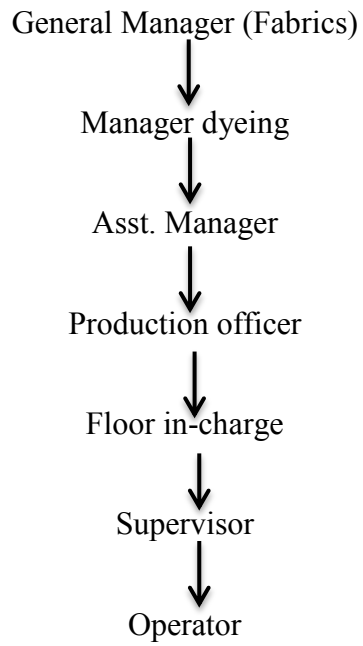 General Manager (Fabrics)
Manager dyeing
Asst. Manager
Production officer
Floor in-charge
Supervisor
Operator